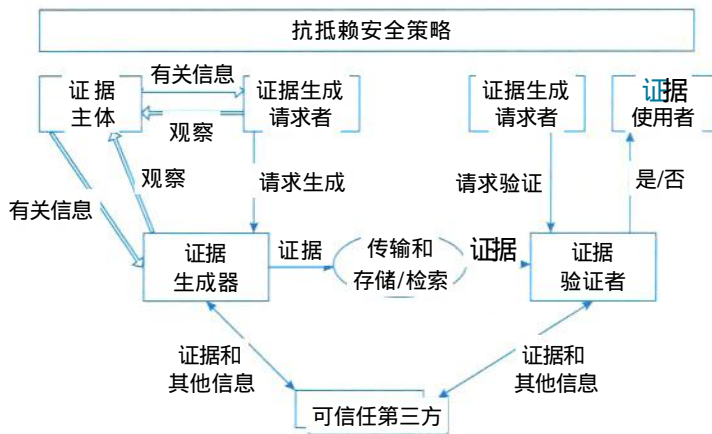 抗抵赖安全策略
证据
主体
有关信息
观察
证据生成
请求者
证据生成
请求者
证据
使用者
有关信息
观察
请求生成
请求验证
是/否
证据
生成器
证据
传输和
存储/检索
证据
证据
验证者
证据和
其他信息
证据和
其他信息
可信任第三方